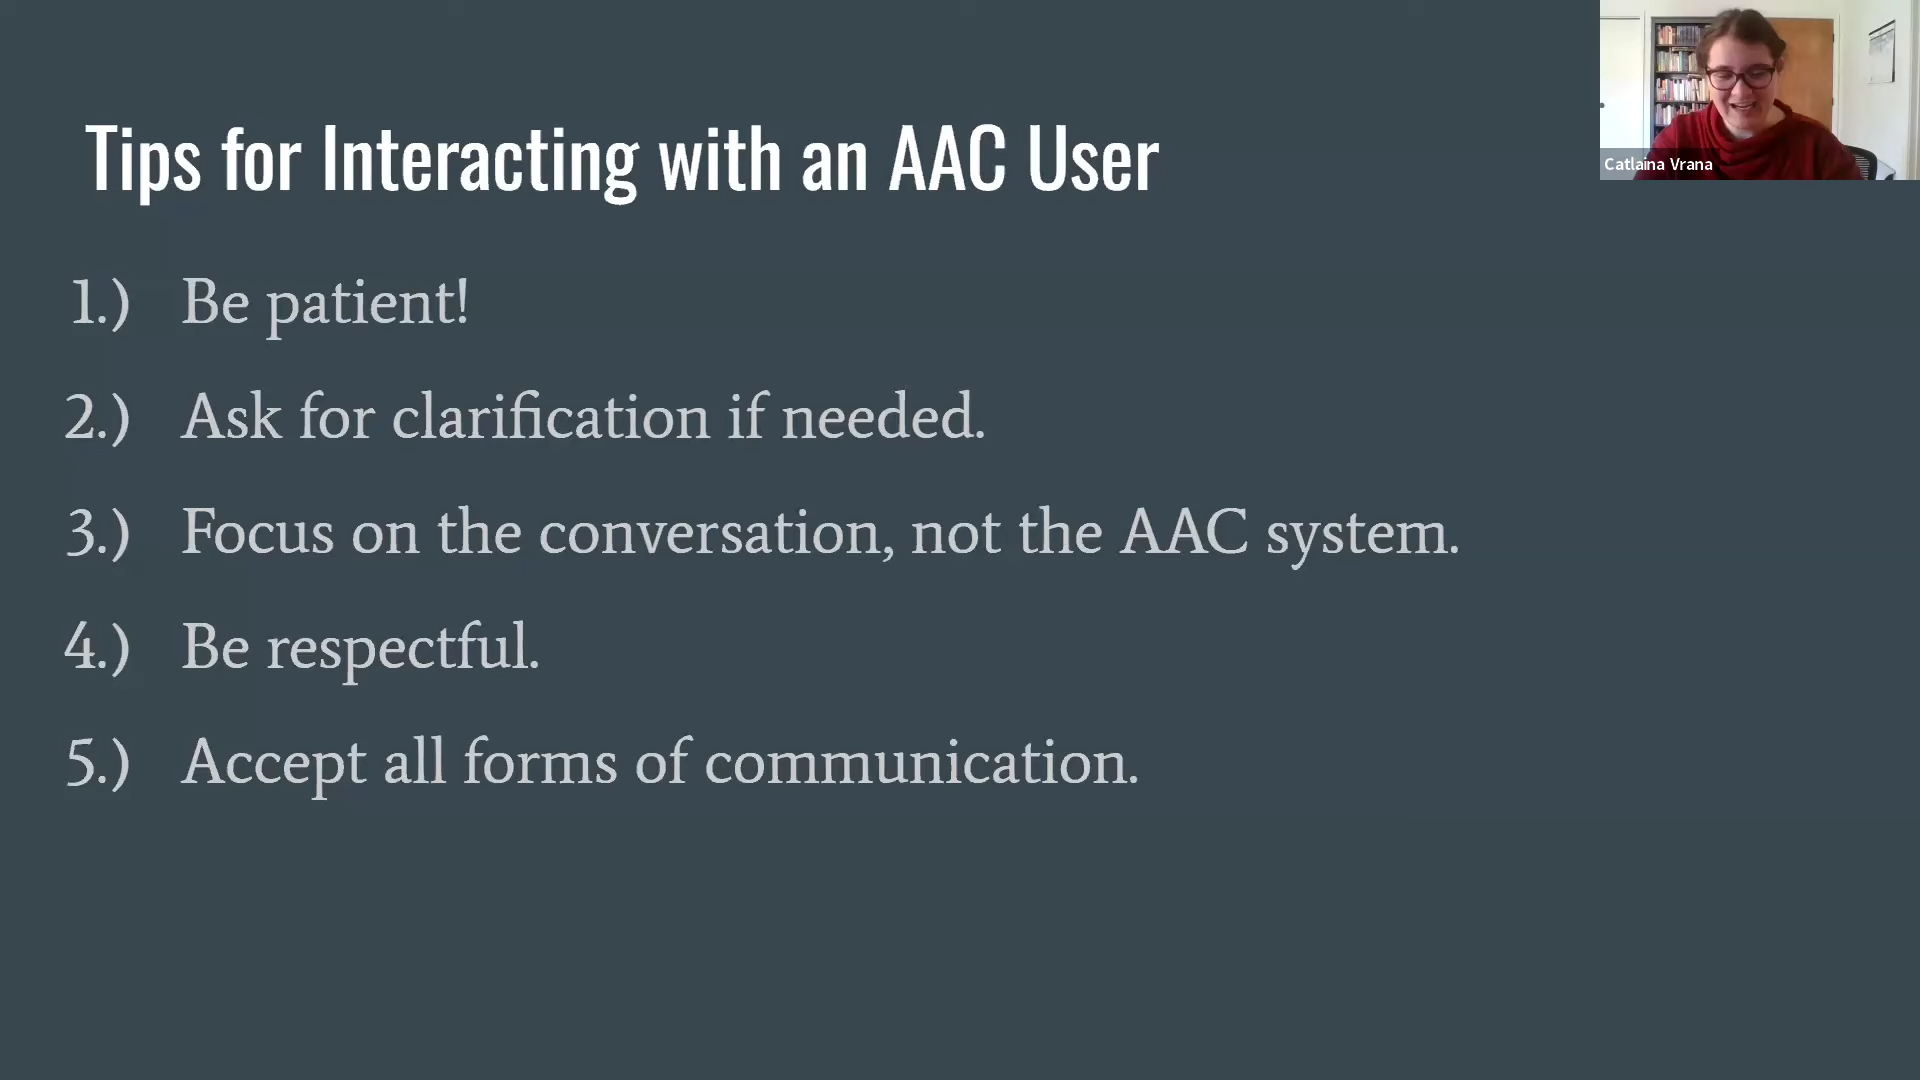 Tips for Interacting with an AAC User
1.) Be patient!
2.) Ask for clarification if needed.
3.) Focus on the conversation, not the AAC system.
4.) Be respectful.
5.) Accept all forms of communication.
Catlaina Vrana